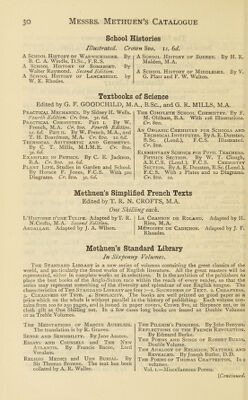 30 MESSRS. METHUEN'S CATALOGUE
School Histories
Illustrated. Crown 8vo. 1s. 6d.
A SCHOOL HISTORY OF WARWICKSHIRE. By
B. C. A. Windle, D.Sc., F.R.S.
A SCHOOL HISTORY OF SOMERSET. By
Walter Raymond. Second Edition.
A SCHOOL HISTORY OF LANCASHIRE. By
W. E. Rhodes.
A SCHOOL HISTORY OF SURREY. By H. E.
Malden, M.A.
A SCHOOL HISTORY OF MIDDLESEX. By V.
G. Plarr and F. W. Walton.
Textbooks of Science
Edited by G. F. GOODCHILD, M.A., B.Sc., and G. R. MILLS, M.A.
PRACTICAL MECHANICS. By Sidney H. Wells.
Fourth Edition. Cr. 8vo. 3s. 6d.
PRACTICAL CHEMISTRY. Part I. By W.
French, M.A. Cr. 8vo. Fourth Edition.
1s. 6d. Part II. By W. French, M.A., and
T. H. Boardman, M.A. Cr. 8vo. 1s. 6d.
TECHNICAL ARITHMETIC AND GEOMETRY.
By C. T. Millis, M.I.M.E. Cr. 8vo.
3s. 6d.
EXAMPLES IN PHYSICS. By C. E. Jackson,
B.A. Cr. 8vo. 2s. 6d.
PLANT LIFE, Studies in Garden and School.
By Horace F. Jones, F.C.S. With 320
Diagrams. Cr. 8vo. 3s. 6d.
THE COMPLETE SCHOOL CHEMISTRY. By F.
M. Oldham, B.A. With 126 Illustrations.
Cr. 8vo.
AN ORGANIC CHEMISTRY FOR SCHOOLS AND
TECHNICAL INSTITUTES. By A. E. Dunstan,
B.Sc. (Lond.), F.C.S. Illustrated.
Cr. 8vo.
ELEMENTARY SCIENCE FOR PUPIL TEACHERS.
PHYSICS SECTION. By W. T. Clough,
A.R.C.S. (Lond.), F.C.S. CHEMISTRY
SECTION. By A. E. Dunstan, B.Sc. (Lond.),
F.C.S. With 2 Plates and 10 Diagrams.
Cr. 8vo. 2s.
Methuen's Simplified French Texts
Edited by T. R. N. CROFTS, M.A.
One Shilling each.
L'HISTOIRE D'UNE TULIPE. Adapted by T. R.
N. Crofts, M.A. Second Edition.
ABDALLAH. Adapted by J. A. Wilson.
LA CHANSON DE ROLAND. Adapted by H.
Rieu, M.A.
MÉMOIRES DE CADICHON. Adapted by J. F.
Rhoades.
Methuen's Standard Library
In Sixpenny Volumes.
THE STANDARD LIBRARY is a new series of volumes containing the great classics of the
world, and particularly the finest works of English literature. All the great masters will be
represented, either in complete works or in selections. It is the ambition of the publishers to
place the best books of the Anglo-Saxon race within the reach of every reader, so that the
series may represent something of the diversity and splendour of our English tongue. The
characteristics of THE STANDARD LIBRARY are four:—1. SOUNDNESS OF TEXT. 2. CHEAPNESS.
3. CLEARNESS OF TYPE. 4. SIMPLICITY. The books are well printed on good paper at a
price which on the whole is without parallel in the history of publishing. Each volume contains
from 100 to 250 pages, and is issued in paper covers, Crown 8vo, at Sixpence net, or in
cloth gilt at One Shilling net. In a few cases long books are issued as Double Volumes
or as Treble Volumes.
THE MEDITATIONS OF MARCUS AURELIUS.
The translation is by R. Graves.
SENSE AND SENSIBILITY. By Jane Austen.
ESSAYS AND COUNSELS and THE NEW
ATLANTIS. By Francis Bacon, Lord
Verulam.
RELIGIO MEDICI and URN BURIAL. By
Sir Thomas Browne. The text has been
collated by A. R. Waller.
THE PILGRIM'S PROGRESS. By John Bunyan.
REFLECTIONS ON THE FRENCH REVOLUTION.
By Edmund Burke.
THE POEMS AND SONGS OF ROBERT BURNS.
Double Volume.
THE ANALOGY OF RELIGION, NATURAL AND
REVEALED. By Joseph Butler, D.D.
THE POEMS OF THOMAS CHATTERTON. In 2
volumes.
Vol. I.—Miscellaneous Poems.
[Continued.